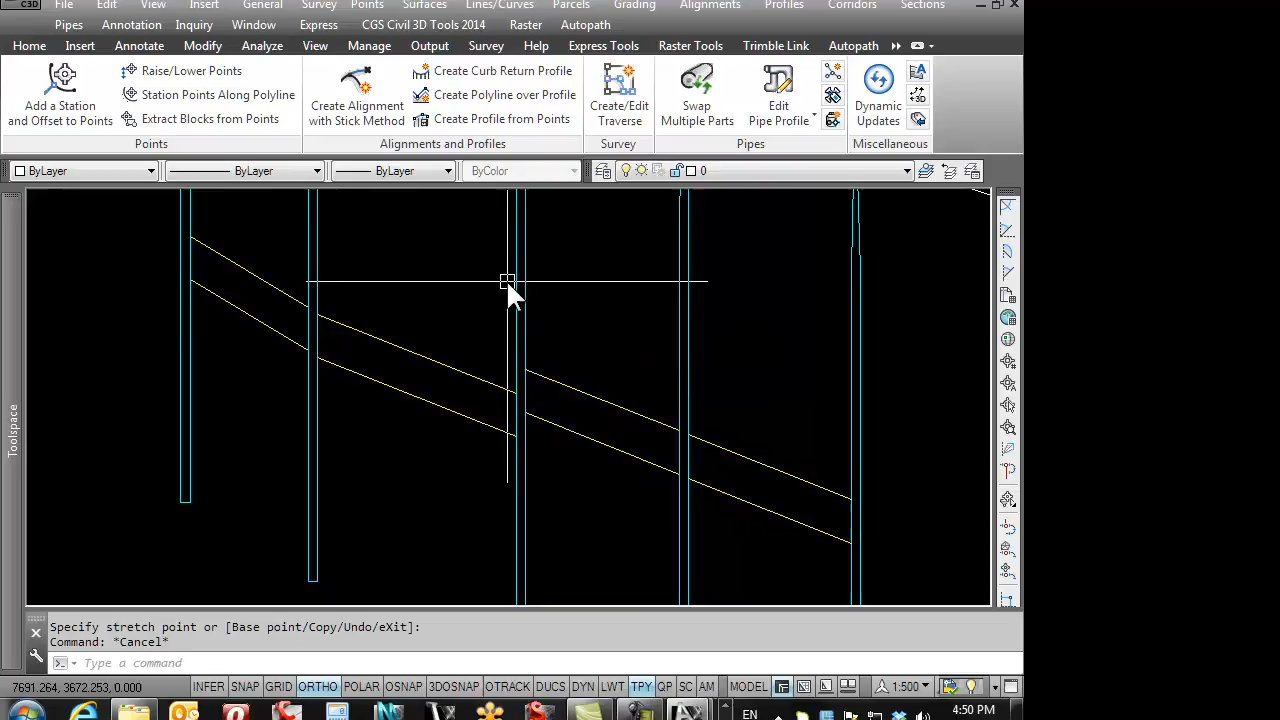 C3D File Edit View Insert General Survey Points Surfaces Lines/Curves Parcels Grading Alignments Profiles Corridors Sections
Pipes Annotation Inquiry Window Express CGS Civil 3D Tools 2014 Raster Autopath
Home Insert Annotate Modify Analyze View Manage Output Survey Help Express Tools Raster Tools Trimble Link Autopath
Add a Station and Offset to Points
Raise/Lower Points
Station Points Along Polyline
Extract Blocks from Points
Create Alignment with Stick Method
Create Curb Return Profile
Create Polyline over Profile
Create Profile from Points
Create/Edit Traverse
Swap Multiple Parts
Edit Pipe Profile
Dynamic Updates
Points Alignments and Profiles Survey Pipes Miscellaneous
ByLayer ByLayer ByLayer ByColor 0
Toolspace
Specify stretch point or [Base point/Copy/Undo/eXit]:
Command: *Cancel*
Type a command
7691.264, 3672.253, 0.000 INFER SNAP GRID ORTHO POLAR OSNAP 3DOSNAP OTRACK DUCS DYN LWT TPY QP SC AM MODEL 1:500
EN 4:50 PM